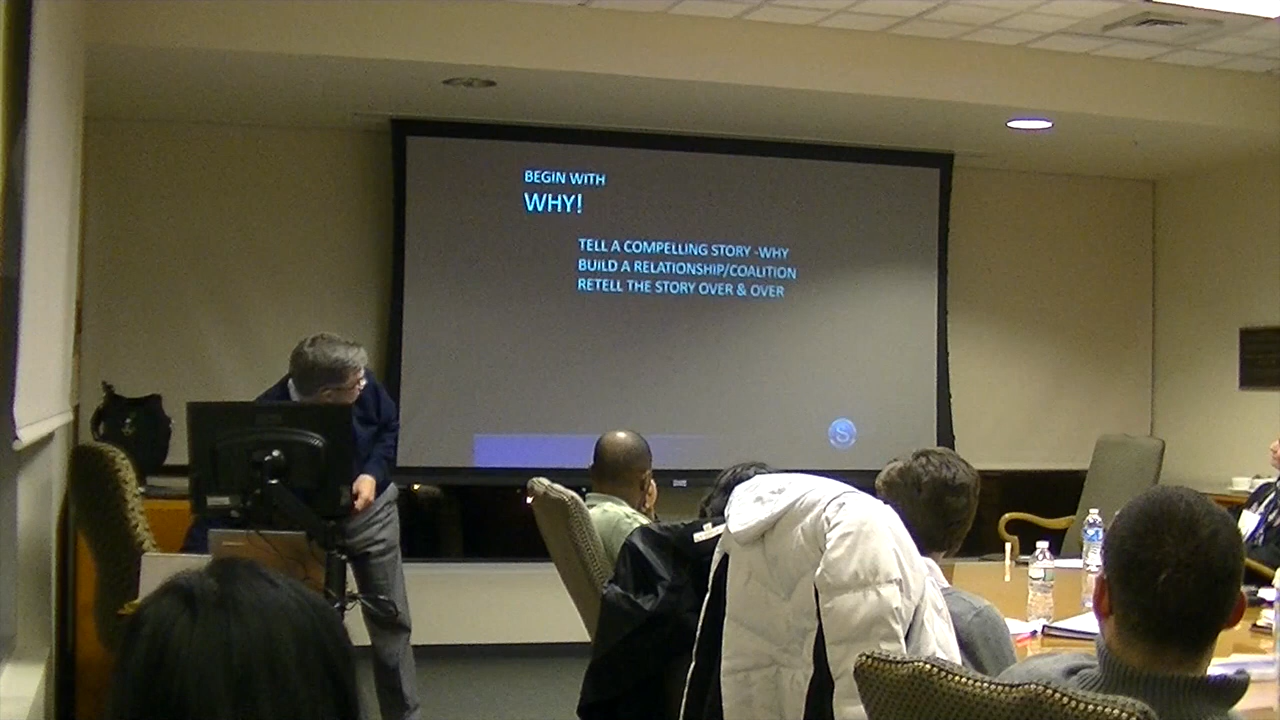 BEGIN WITH
WHY!
TELL A COMPELLING STORY -WHY
BUILD A RELATIONSHIP/COALITION
RETELL THE STORY OVER & OVER
S